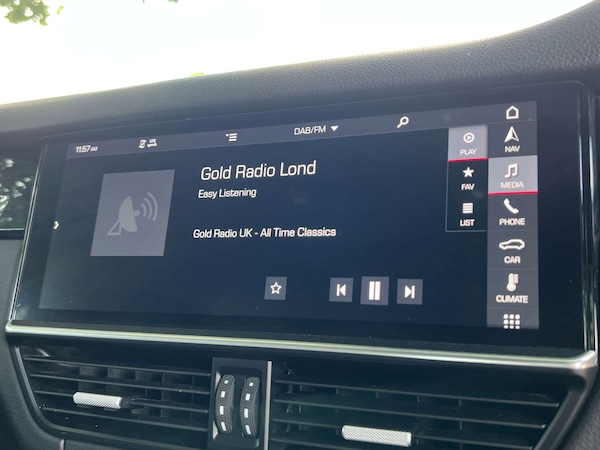 11:57 AM
DAB/FM
Gold Radio Lond
Easy Listening
Gold Radio UK - All Time Classics
PLAY
FAV
LIST
NAV
MEDIA
PHONE
CAR
CLIMATE